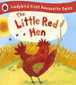 Ladybird First Favourite Tales
The
Little Red
Hen